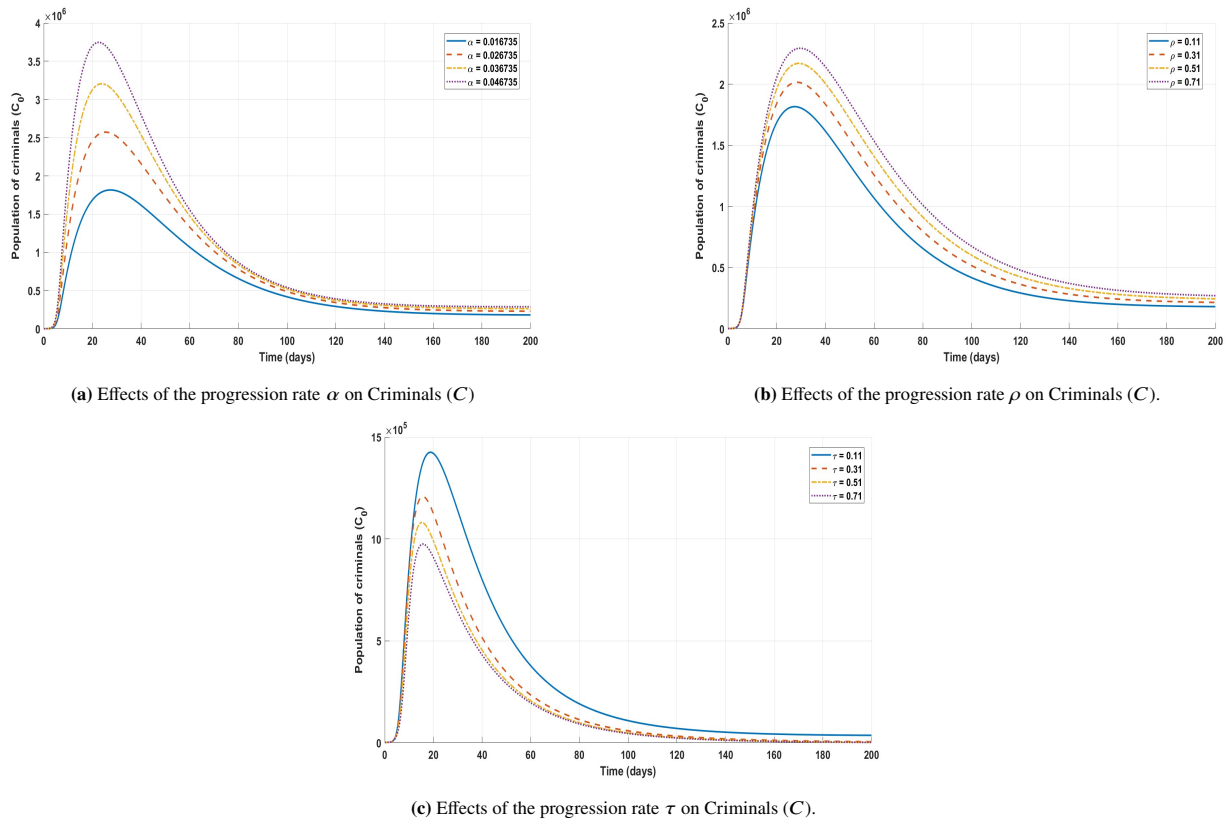 ×10⁶
4
3.5
3
2.5
2
1.5
1
0.5
0
Population of criminals (C₀)
0 20 40 60 80 100 120 140 160 180 200
Time (days)
α = 0.016735
α = 0.026735
α = 0.036735
α = 0.046735
(a) Effects of the progression rate α on Criminals (C)
×10⁶
2.5
2
1.5
1
0.5
0
Population of criminals (C₀)
0 20 40 60 80 100 120 140 160 180 200
Time (days)
ρ = 0.11
ρ = 0.31
ρ = 0.51
ρ = 0.71
(b) Effects of the progression rate ρ on Criminals (C).
×10⁵
15
10
5
0
Population of criminals (C₀)
0 20 40 60 80 100 120 140 160 180 200
Time (days)
τ = 0.11
τ = 0.31
τ = 0.51
τ = 0.71
(c) Effects of the progression rate τ on Criminals (C).